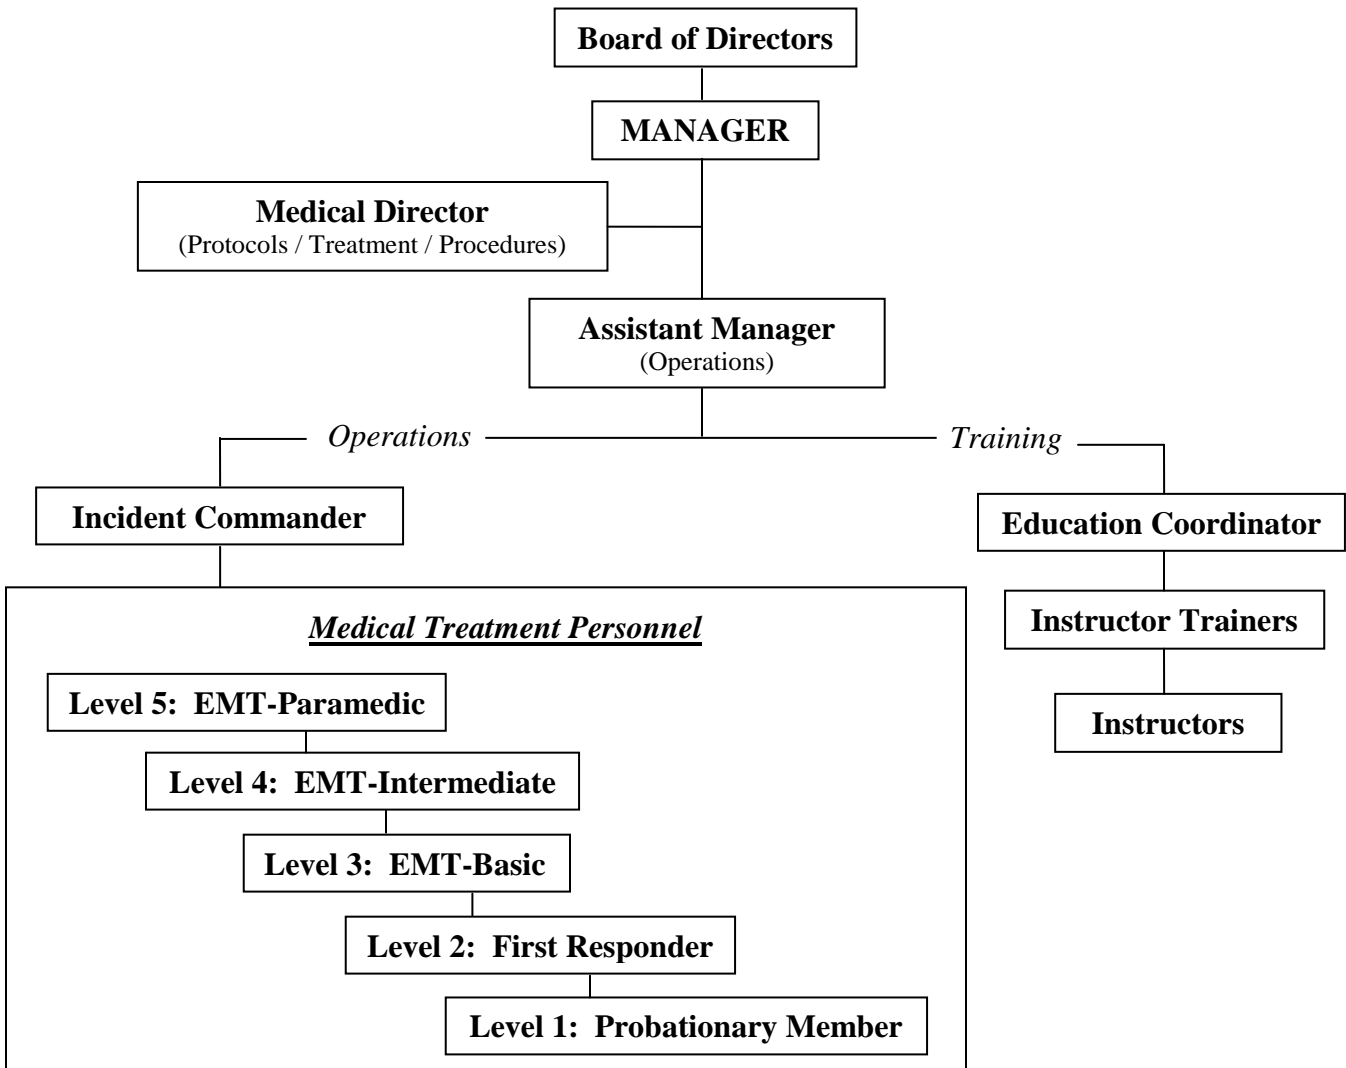 Board of Directors
MANAGER
Medical Director
(Protocols / Treatment / Procedures)
Assistant Manager
(Operations)
Operations
Training
Incident Commander
Education Coordinator
Instructor Trainers
Instructors
Medical Treatment Personnel
Level 5: EMT-Paramedic
Level 4: EMT-Intermediate
Level 3: EMT-Basic
Level 2: First Responder
Level 1: Probationary Member